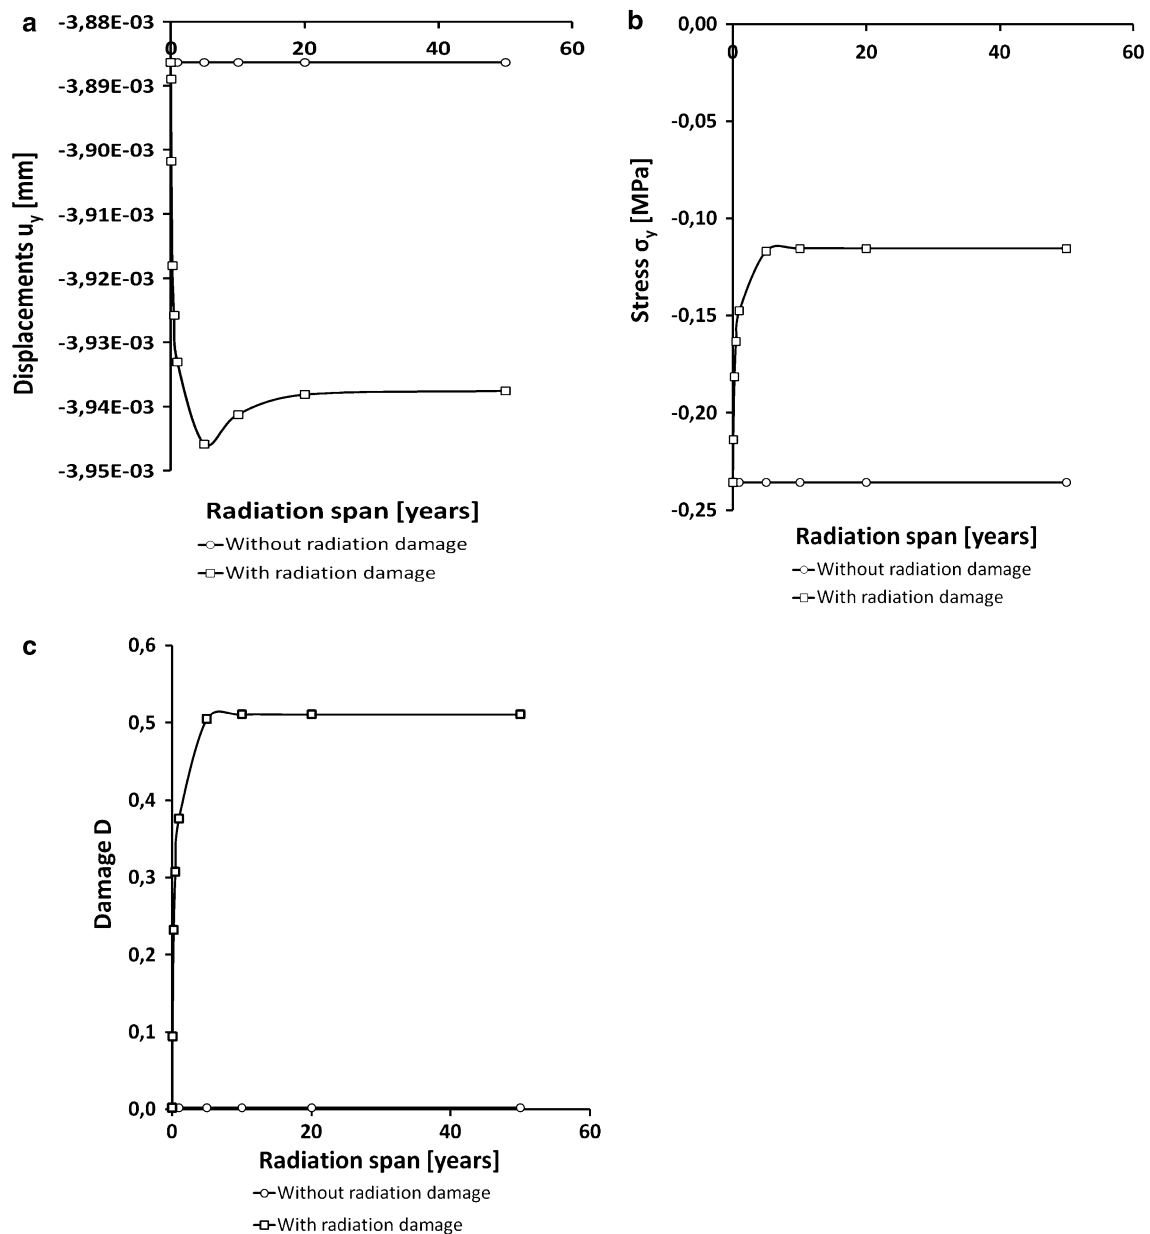 a
-3,88E-03
0
20
40
60
-3,89E-03
-3,90E-03
-3,91E-03
-3,92E-03
-3,93E-03
-3,94E-03
-3,95E-03
Displacements uy [mm]
Radiation span [years]
Without radiation damage
With radiation damage
b
0,00
0
20
40
60
-0,05
-0,10
-0,15
-0,20
-0,25
Stress σy [MPa]
Radiation span [years]
Without radiation damage
With radiation damage
c
0,6
0,5
0,4
0,3
0,2
0,1
0,0
Damage D
0
20
40
60
Radiation span [years]
Without radiation damage
With radiation damage